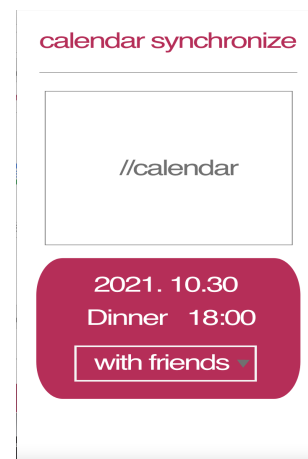 calendar synchronize
//calendar
2021. 10.30
Dinner 18:00
with friends